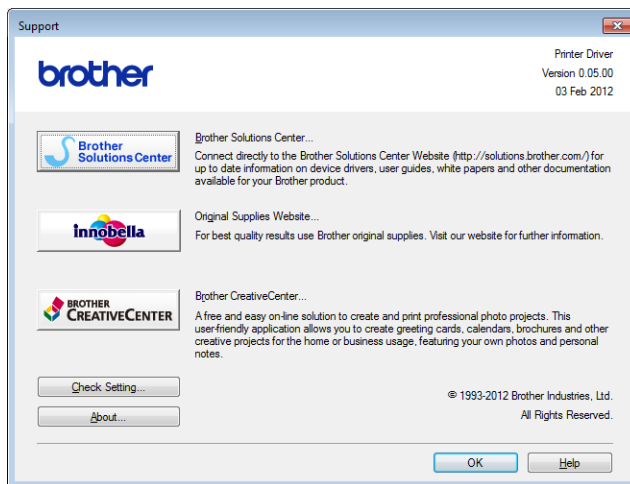 Support
brother
Printer Driver
Version 0.05.00
03 Feb 2012
Brother
Solutions Center
Brother Solutions Center...
Connect directly to the Brother Solutions Center Website (http://solutions.brother.com/) for
up to date information on device drivers, user guides, white papers and other documentation
available for your Brother product.
innobella
Original Supplies Website...
For best quality results use Brother original supplies. Visit our website for further information.
BROTHER
CREATIVECENTER
Brother CreativeCenter...
A free and easy on-line solution to create and print professional photo projects. This
user-friendly application allows you to create greeting cards, calendars, brochures and other
creative projects for the home or business usage, featuring your own photos and personal
notes.
Check Setting...
About...
© 1993-2012 Brother Industries, Ltd.
All Rights Reserved.
OK
Help